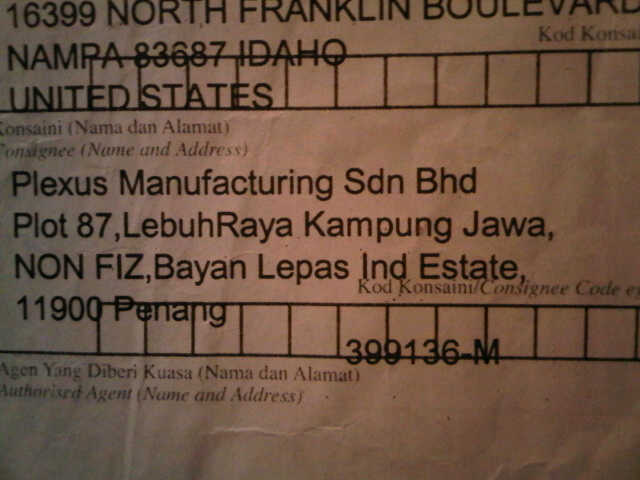 16399 NORTH FRANKLIN BOULEVARD
Kod Konsai
NAMPA 83687 IDAHO
UNITED STATES
Konsaini (Nama dan Alamat)
Consignee (Name and Address)
Plexus Manufacturing Sdn Bhd
Plot 87,LebuhRaya Kampung Jawa,
NON FIZ,Bayan Lepas Ind Estate,
Kod Konsaini/Consignee Code
11900 Penang
399136-M
Agen Yang Diberi Kuasa (Nama dan Alamat)
Authorised Agent (Name and Address)